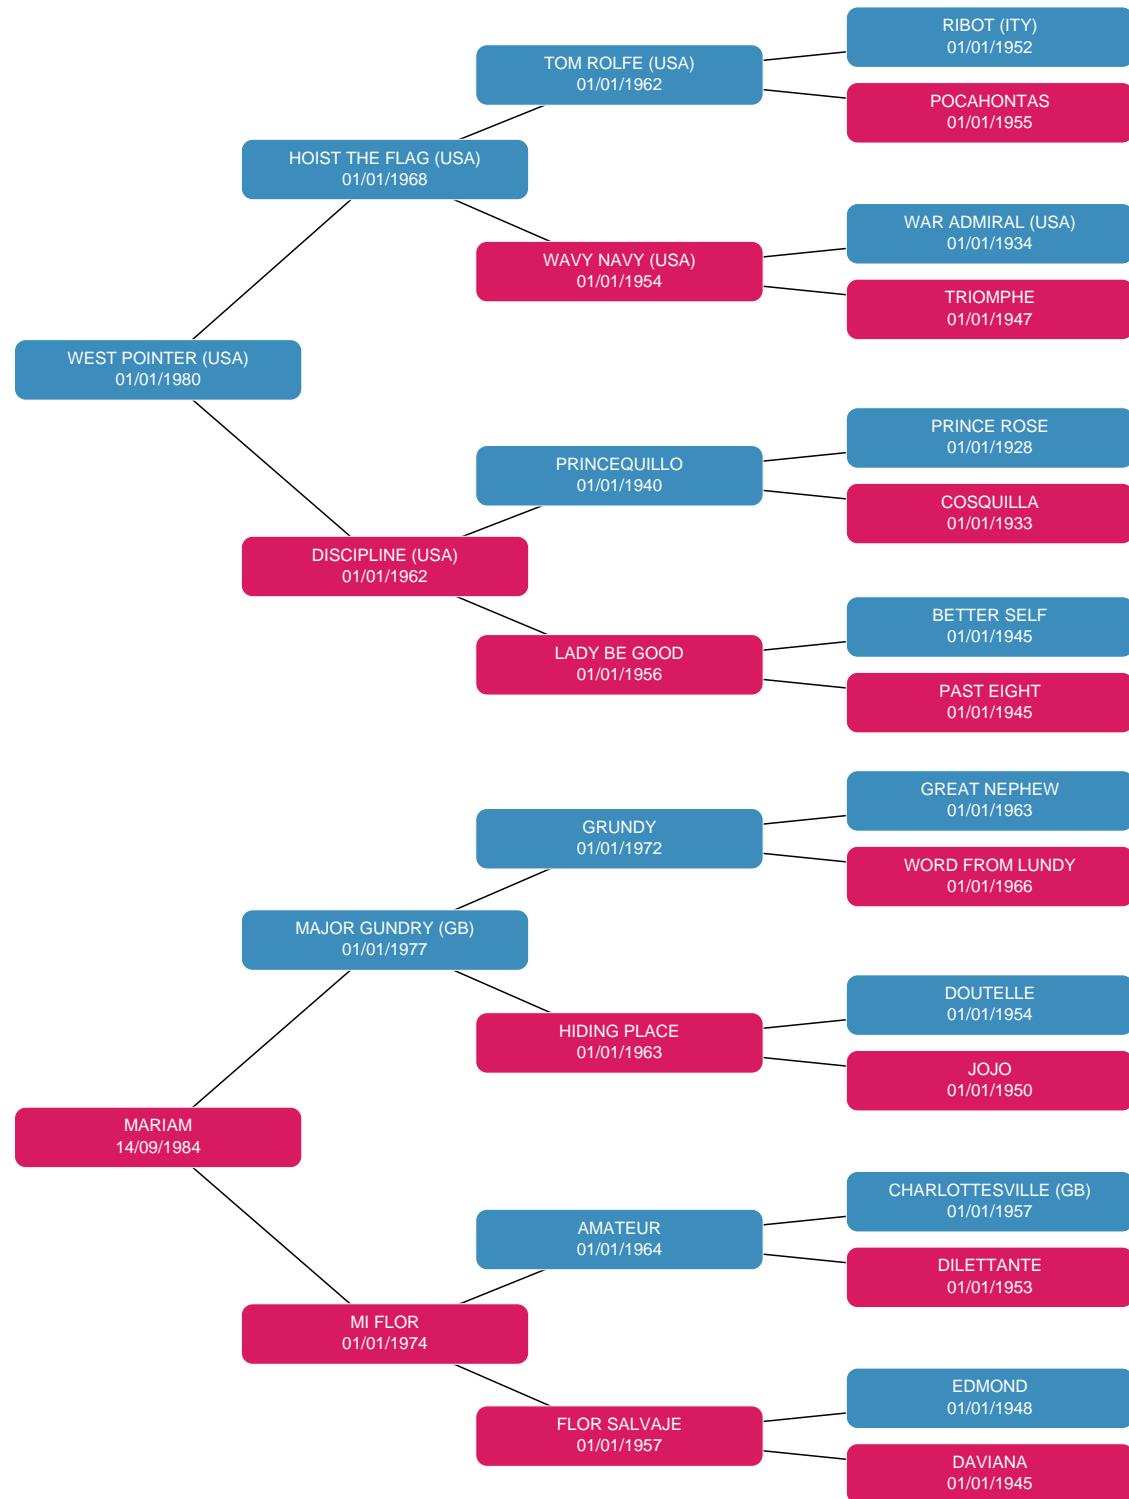 RIBOT (ITY)
01/01/1952
TOM ROLFE (USA)
01/01/1962
POCAHONTAS
01/01/1955
HOIST THE FLAG (USA)
01/01/1968
WAR ADMIRAL (USA)
01/01/1934
WAVY NAVY (USA)
01/01/1954
TRIOMPHE
01/01/1947
WEST POINTER (USA)
01/01/1980
PRINCE ROSE
01/01/1928
PRINCEQUILLO
01/01/1940
COSQUILLA
01/01/1933
DISCIPLINE (USA)
01/01/1962
BETTER SELF
01/01/1945
LADY BE GOOD
01/01/1956
PAST EIGHT
01/01/1945
GREAT NEPHEW
01/01/1963
GRUNDY
01/01/1972
WORD FROM LUNDY
01/01/1966
MAJOR GUNDRY (GB)
01/01/1977
DOUTELLE
01/01/1954
HIDING PLACE
01/01/1963
JOJO
01/01/1950
MARIAM
14/09/1984
CHARLOTTESVILLE (GB)
01/01/1957
AMATEUR
01/01/1964
DILETTANTE
01/01/1953
MI FLOR
01/01/1974
EDMOND
01/01/1948
FLOR SALVAJE
01/01/1957
DAVIANA
01/01/1945